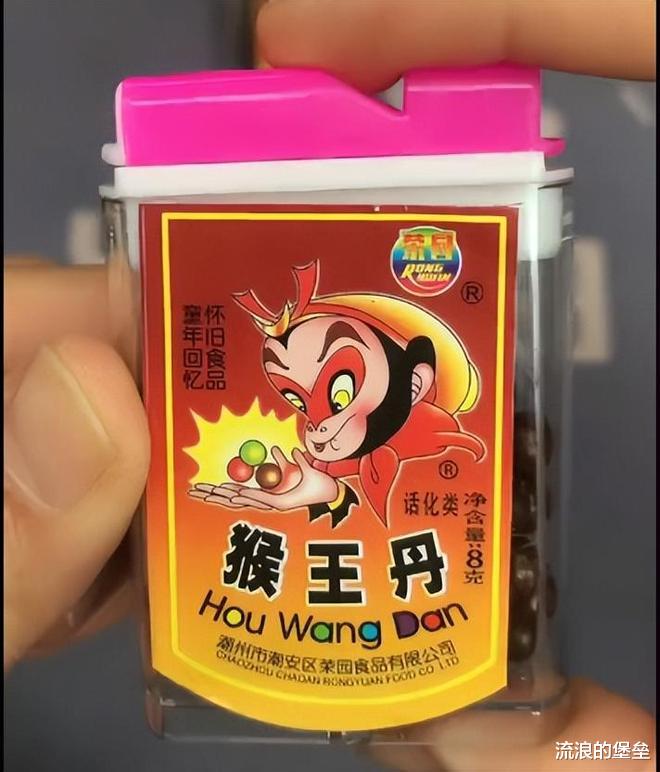 荣园
RONG
YUAN
®
怀旧食品
童年回忆
®
话化类
净含量:8克
猴王丹
Hou Wang Dan
潮州市潮安区荣园食品有限公司
CHAOZHOU CHAOAN RONGYUAN FOOD CO LTD
流浪的堡垒